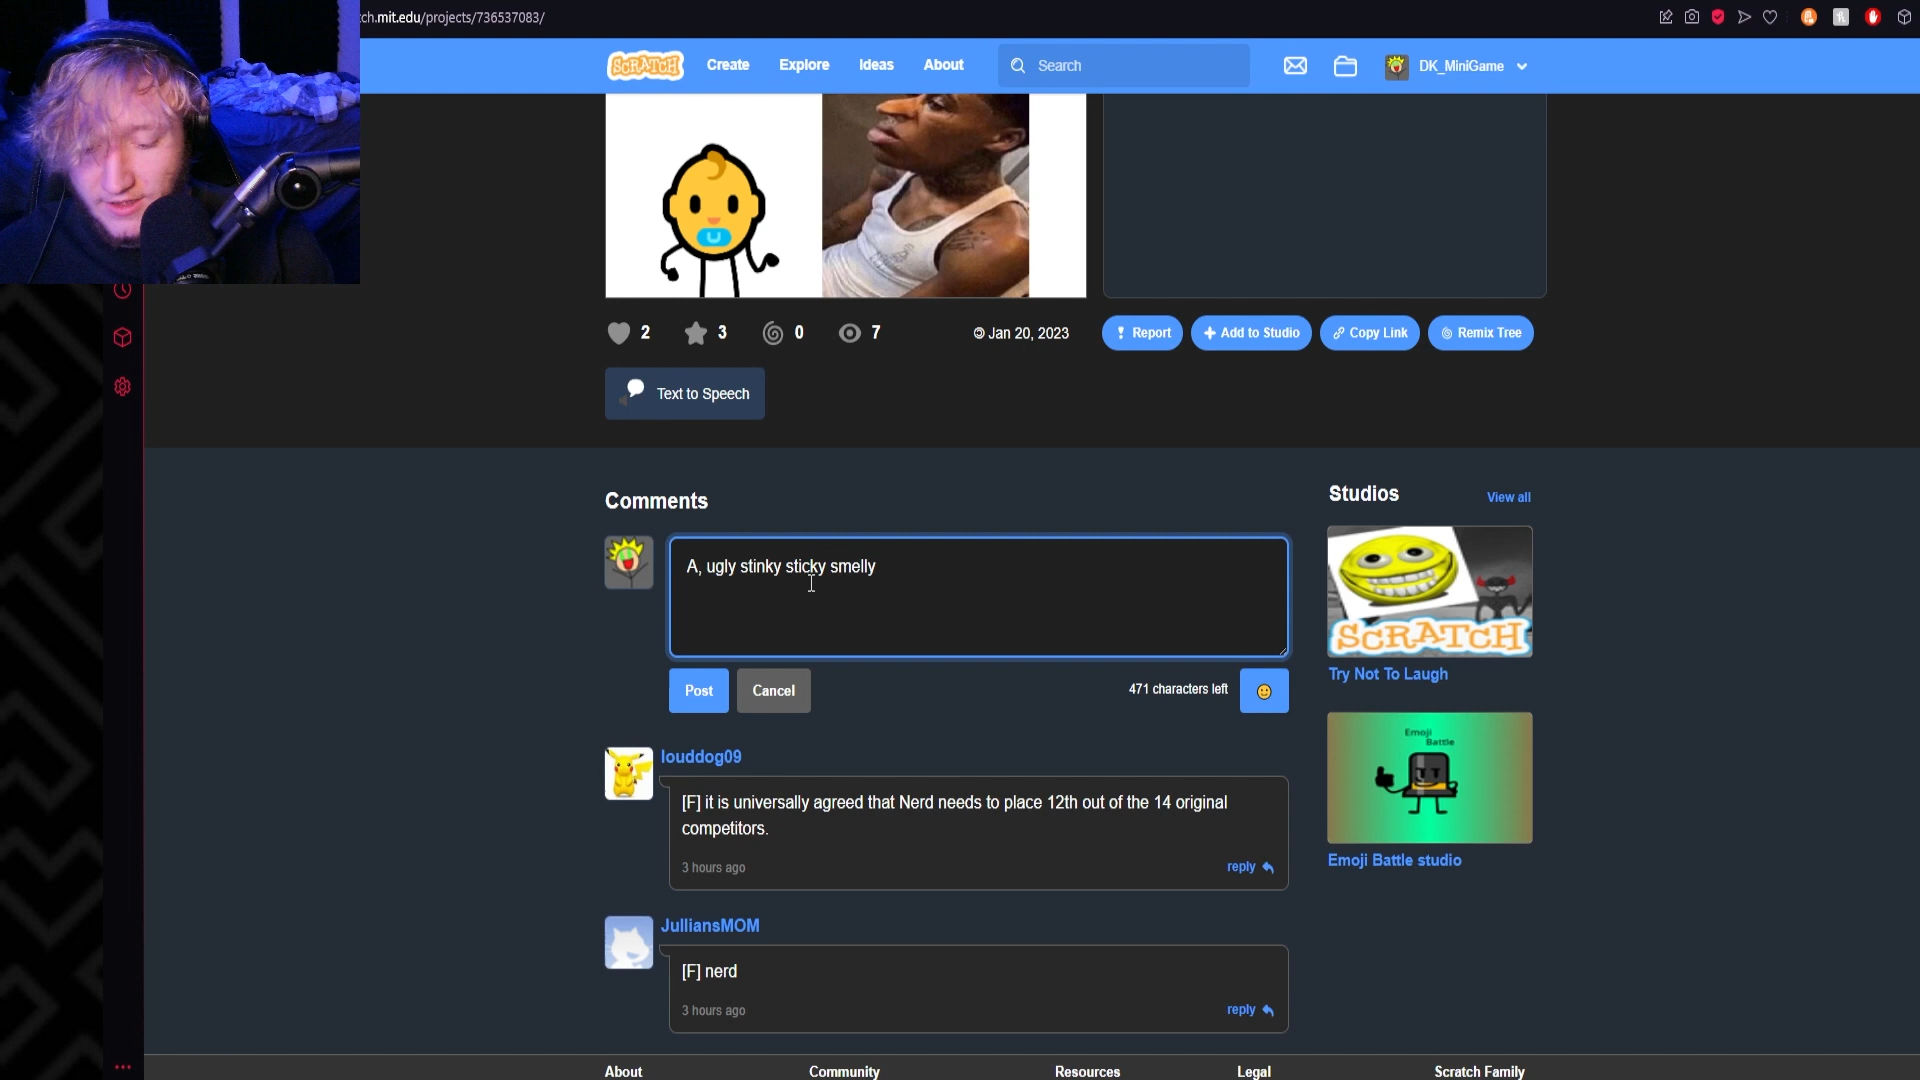 ch.mit.edu/projects/736537083/
SCRATCH
Create
Explore
Ideas
About
Search
DK_MiniGame
2
3
0
7
© Jan 20, 2023
Report
Add to Studio
Copy Link
Remix Tree
Text to Speech
Comments
A, ugly stinky sticky smelly
Post
Cancel
471 characters left
louddog09
[F] it is universally agreed that Nerd needs to place 12th out of the 14 original
competitors.
3 hours ago
reply
JulliansMOM
[F] nerd
3 hours ago
reply
Studios
View all
SCRATCH
Try Not To Laugh
Emoji
Battle
Emoji Battle studio
About
Community
Resources
Legal
Scratch Family